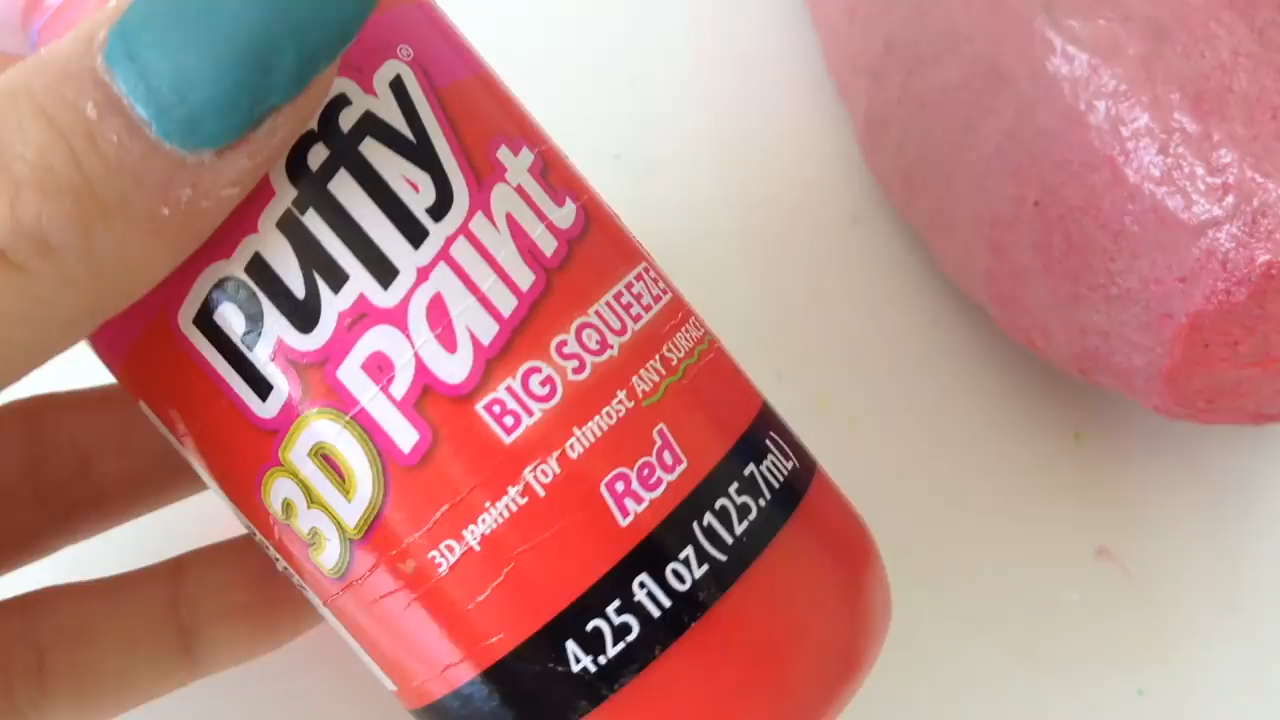 Puffy®
3D Paint
BIG SQUEEZE
3D paint for almost ANY SURFACE
Red
4.25 fl oz (125.7mL)